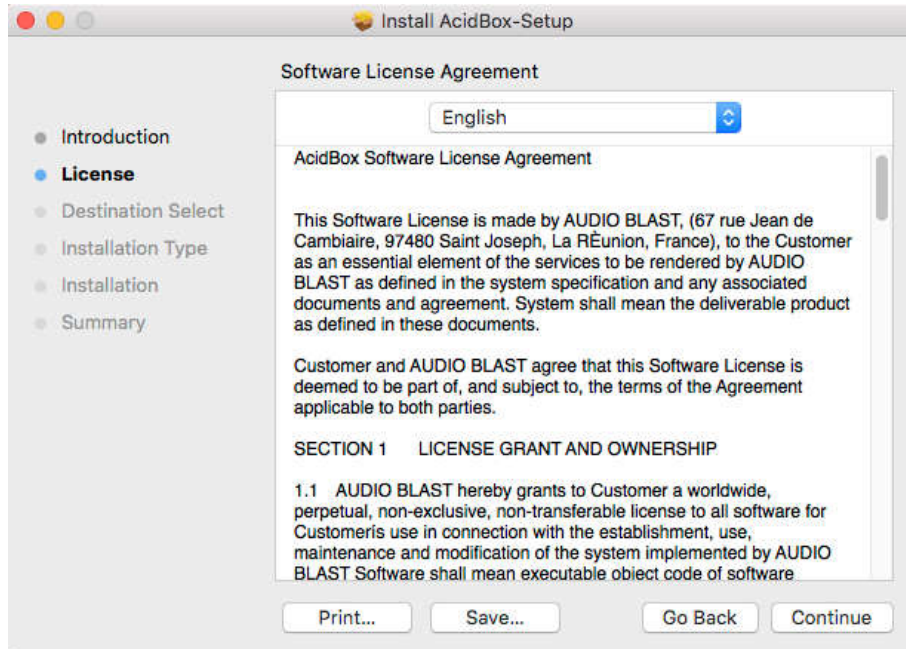 Install AcidBox-Setup
Software License Agreement
English
Introduction
License
Destination Select
Installation Type
Installation
Summary
AcidBox Software License Agreement
This Software License is made by AUDIO BLAST, (67 rue Jean de
Cambiaire, 97480 Saint Joseph, La RÈunion, France), to the Customer
as an essential element of the services to be rendered by AUDIO
BLAST as defined in the system specification and any associated
documents and agreement. System shall mean the deliverable product
as defined in these documents.
Customer and AUDIO BLAST agree that this Software License is
deemed to be part of, and subject to, the terms of the Agreement
applicable to both parties.
SECTION 1 LICENSE GRANT AND OWNERSHIP
1.1 AUDIO BLAST hereby grants to Customer a worldwide,
perpetual, non-exclusive, non-transferable license to all software for
Customeris use in connection with the establishment, use,
maintenance and modification of the system implemented by AUDIO
BLAST Software shall mean executable object code of software
Print...
Save...
Go Back
Continue